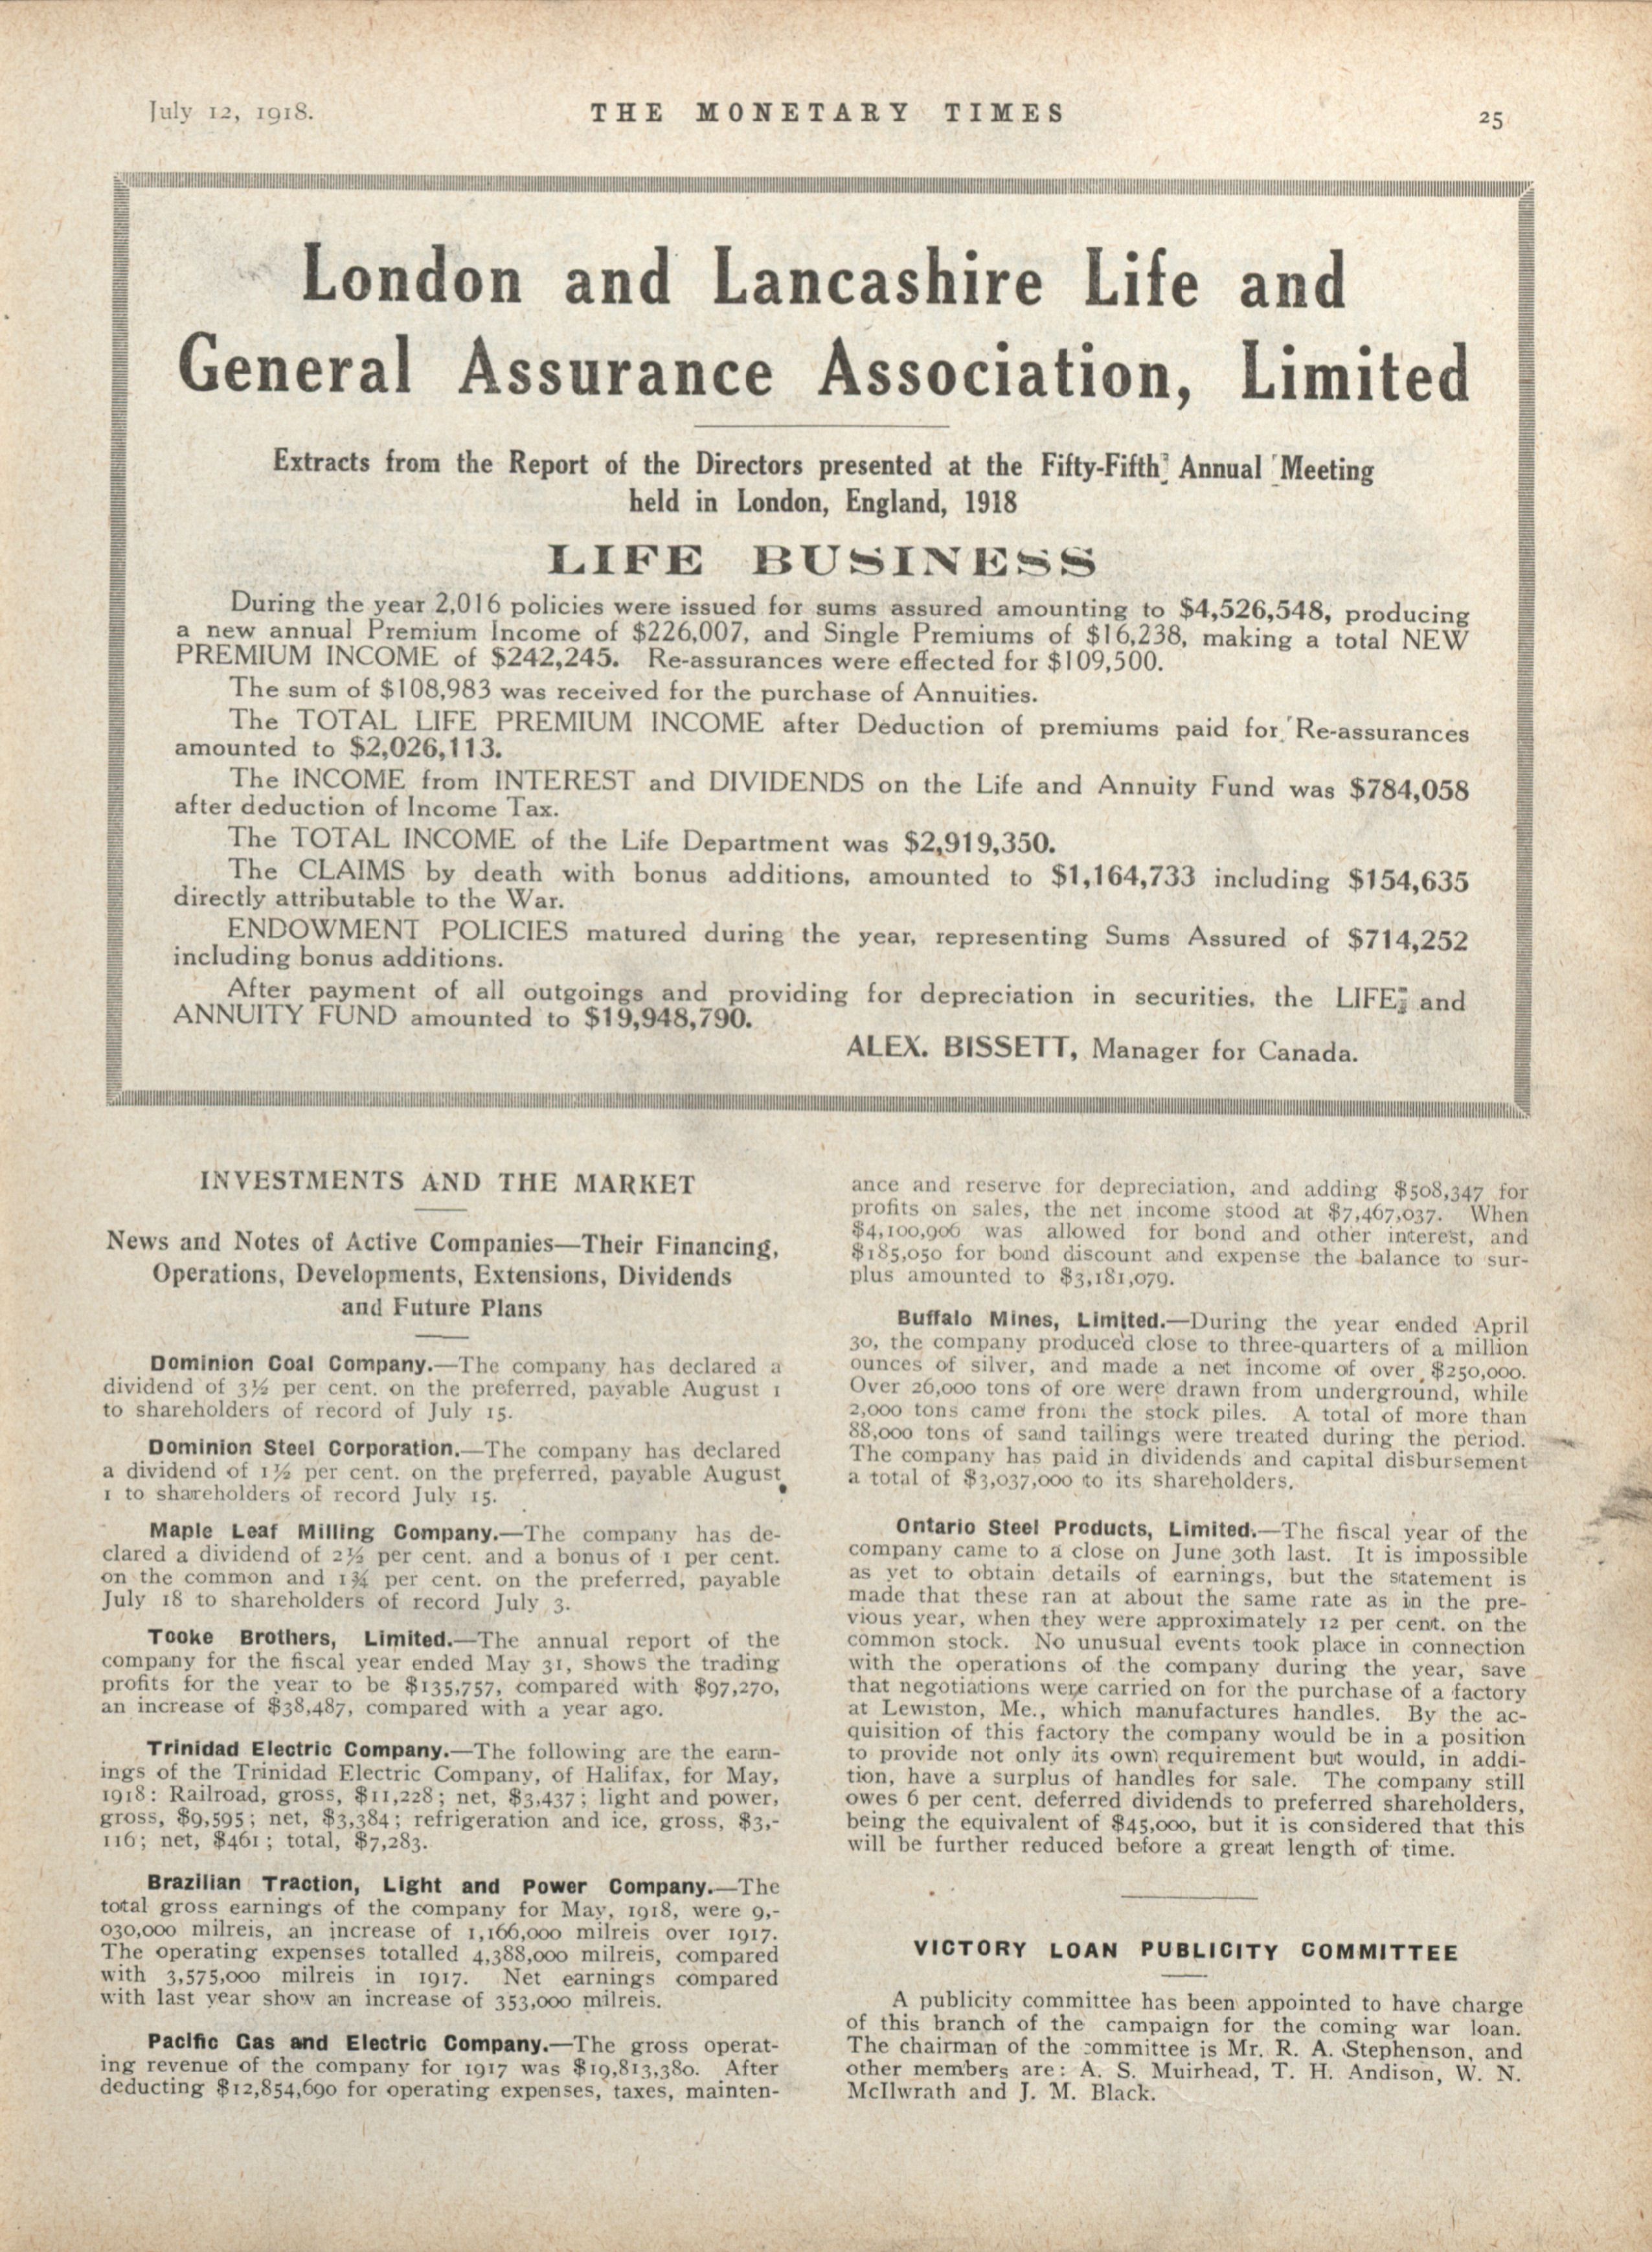 July 12, 1918.
THE MONETARY TIMES
25
London and Lancashire Life and
General Assurance Association, Limited
Extracts from the Report of the Directors presented at the Fifty-Fifth Annual Meeting
held in London, England, 1918
LIFE BUSINESS
During the year 2,016 policies were issued for sums assured amounting to $4,526,548, producing
a new annual Premium Income of $226,007, and Single Premiums of $16,238, making a total NEW
PREMIUM INCOME of $242,245. Re-assurances were effected for $109,500.
The sum of $108,983 was received for the purchase of Annuities.
The TOTAL LIFE PREMIUM INCOME after Deduction of premiums paid for Re-assurances
amounted to $2,026,113.
The INCOME from INTEREST and DIVIDENDS on the Life and Annuity Fund was $784,058
after deduction of Income Tax.
The TOTAL INCOME of the Life Department was $2,919,350.
The CLAIMS by death with bonus additions, amounted to $1,164,733 including $154,635
directly attributable to the War.
ENDOWMENT POLICIES matured during the year, representing Sums Assured of $714,252
including bonus additions.
After payment of all outgoings and providing for depreciation in securities, the LIFE and
ANNUITY FUND amounted to $19,948,790.
ALEX. BISSETT, Manager for Canada.
INVESTMENTS AND THE MARKET
News and Notes of Active Companies—Their Financing,
Operations, Developments, Extensions, Dividends
and Future Plans
Dominion Coal Company.—The company has declared a
dividend of 3½ per cent. on the preferred, payable August 1
to shareholders of record of July 15.
Dominion Steel Corporation.—The company has declared
a dividend of 1½ per cent. on the preferred, payable August
1 to shareholders of record July 15.
Maple Leaf Milling Company.—The company has de-
clared a dividend of 2½ per cent. and a bonus of 1 per cent.
on the common and 1¾ per cent. on the preferred, payable
July 18 to shareholders of record July 3.
Tooke Brothers, Limited.—The annual report of the
company for the fiscal year ended May 31, shows the trading
profits for the year to be $135,757, compared with $97,270,
an increase of $38,487, compared with a year ago.
Trinidad Electric Company.—The following are the earn-
ings of the Trinidad Electric Company, of Halifax, for May,
1918: Railroad, gross, $11,228; net, $3,437; light and power,
gross, $9,595; net, $3,384; refrigeration and ice, gross, $3,-
116; net, $461; total, $7,283.
Brazilian Traction, Light and Power Company.—The
total gross earnings of the company for May, 1918, were 9,-
030,000 milreis, an increase of 1,166,000 milreis over 1917.
The operating expenses totalled 4,388,000 milreis, compared
with 3,575,000 milreis in 1917. Net earnings compared
with last year show an increase of 353,000 milreis.
Pacific Gas and Electric Company.—The gross operat-
ing revenue of the company for 1917 was $19,813,380. After
deducting $12,854,690 for operating expenses, taxes, mainten-
ance and reserve for depreciation, and adding $508,347 for
profits on sales, the net income stood at $7,467,037. When
$4,100,906 was allowed for bond and other interest, and
$185,050 for bond discount and expense the balance to sur-
plus amounted to $3,181,079.
Buffalo Mines, Limited.—During the year ended April
30, the company produced close to three-quarters of a million
ounces of silver, and made a net income of over $250,000.
Over 26,000 tons of ore were drawn from underground, while
2,000 tons came from the stock piles. A total of more than
88,000 tons of sand tailings were treated during the period.
The company has paid in dividends and capital disbursement
a total of $3,037,000 to its shareholders.
Ontario Steel Products, Limited.—The fiscal year of the
company came to a close on June 30th last. It is impossible
as yet to obtain details of earnings, but the statement is
made that these ran at about the same rate as in the pre-
vious year, when they were approximately 12 per cent. on the
common stock. No unusual events took place in connection
with the operations of the company during the year, save
that negotiations were carried on for the purchase of a factory
at Lewiston, Me., which manufactures handles. By the ac-
quisition of this factory the company would be in a position
to provide not only its own requirement but would, in addi-
tion, have a surplus of handles for sale. The company still
owes 6 per cent. deferred dividends to preferred shareholders,
being the equivalent of $45,000, but it is considered that this
will be further reduced before a great length of time.
VICTORY LOAN PUBLICITY COMMITTEE
A publicity committee has been appointed to have charge
of this branch of the campaign for the coming war loan.
The chairman of the committee is Mr. R. A. Stephenson, and
other members are: A. S. Muirhead, T. H. Andison, W. N.
McIlwrath and J. M. Black.